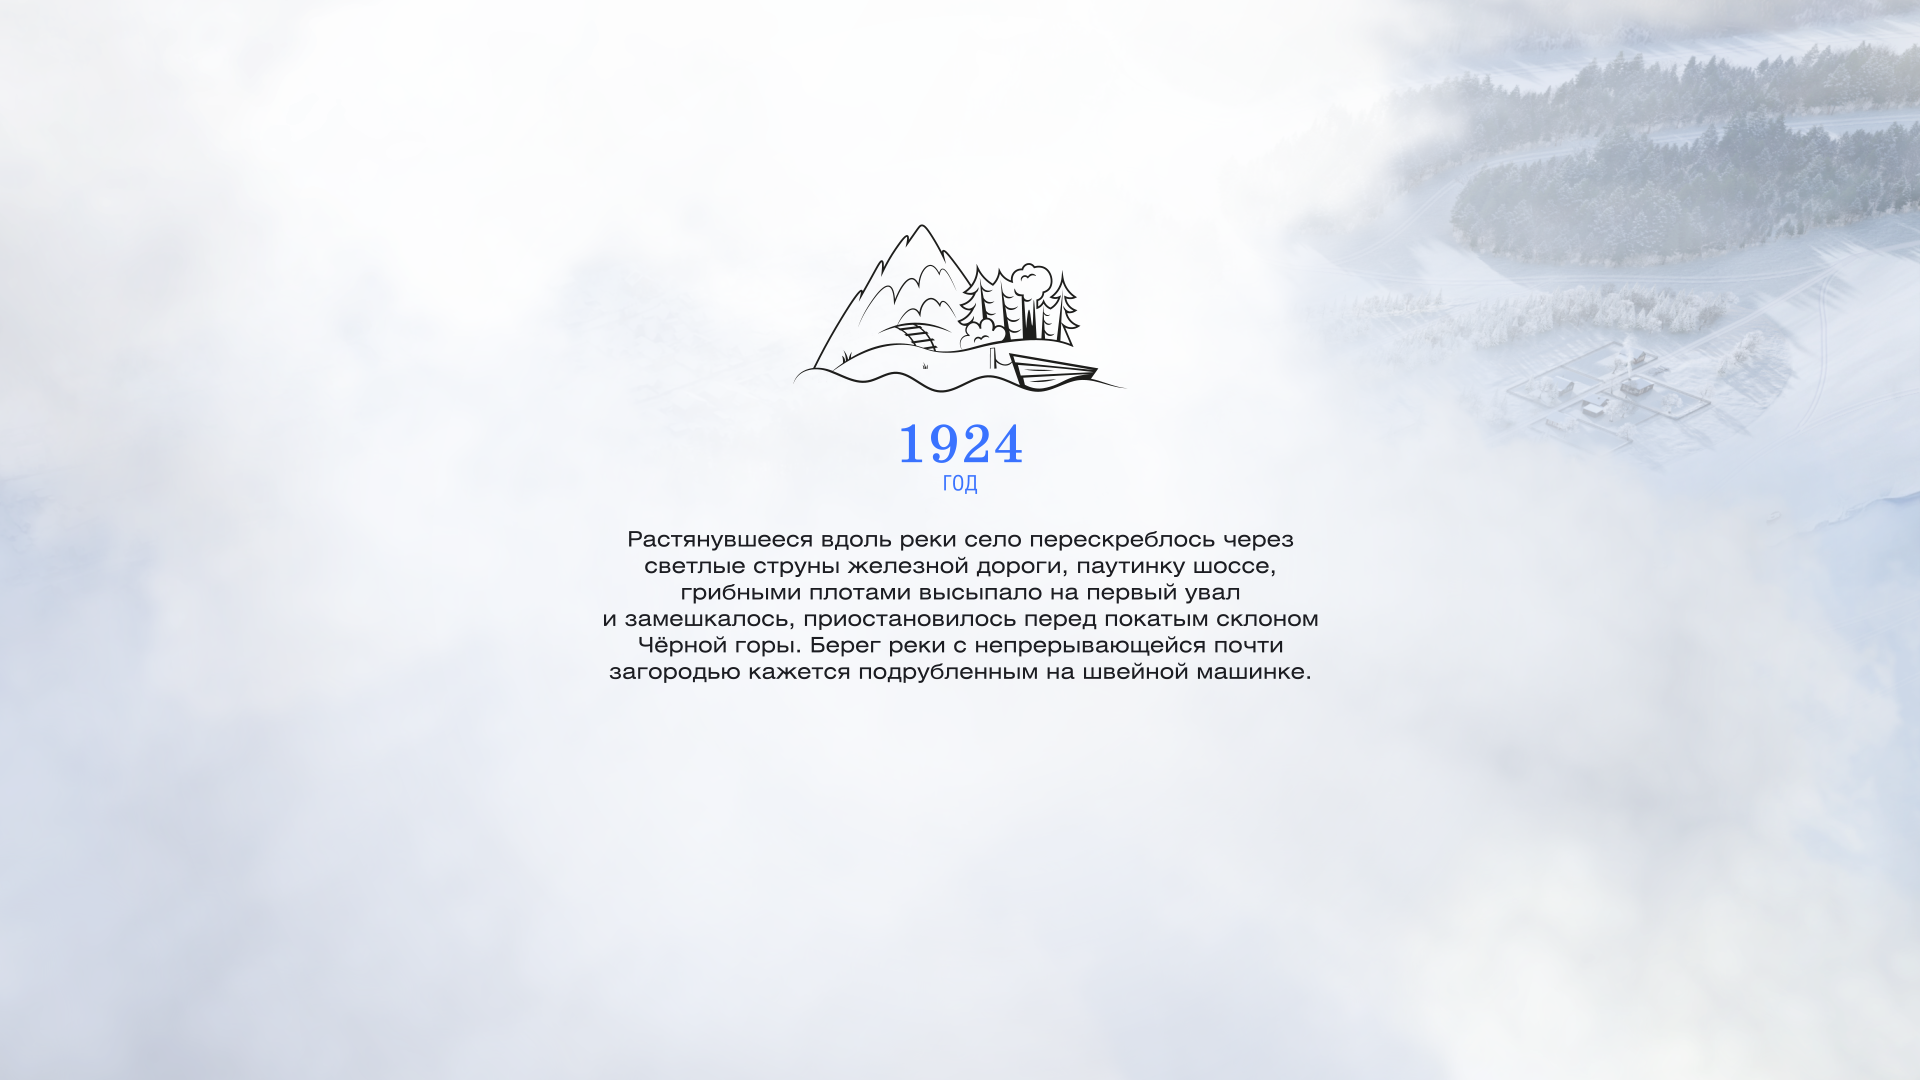 1924
ГОД
Растянувшееся вдоль реки село перескреблось через
светлые струны железной дороги, паутинку шоссе,
грибными плотами высыпало на первый увал
и замешкалось, приостановилось перед покатым склоном
Чёрной горы. Берег реки с непрерывающейся почти
загородью кажется подрубленным на швейной машинке.